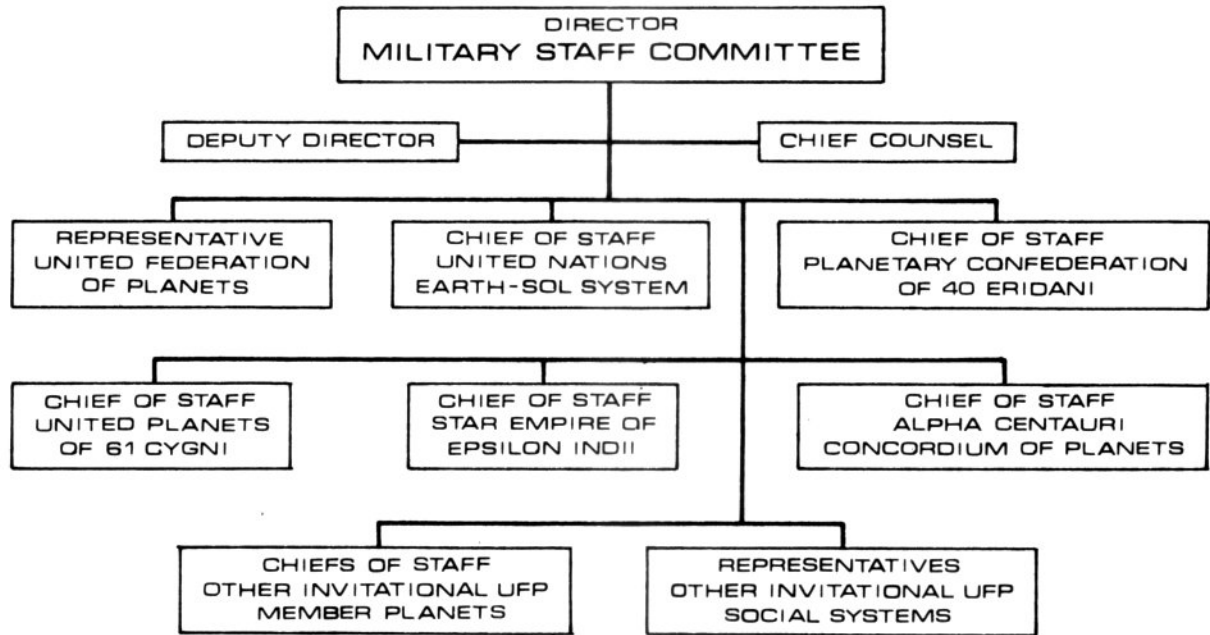 DIRECTOR
MILITARY STAFF COMMITTEE
DEPUTY DIRECTOR
CHIEF COUNSEL
REPRESENTATIVE
UNITED FEDERATION
OF PLANETS
CHIEF OF STAFF
UNITED NATIONS
EARTH-SOL SYSTEM
CHIEF OF STAFF
PLANETARY CONFEDERATION
OF 40 ERIDANI
CHIEF OF STAFF
UNITED PLANETS
OF 61 CYGNI
CHIEF OF STAFF
STAR EMPIRE OF
EPSILON INDII
CHIEF OF STAFF
ALPHA CENTAURI
CONCORDIUM OF PLANETS
CHIEFS OF STAFF
OTHER INVITATIONAL UFP
MEMBER PLANETS
REPRESENTATIVES
OTHER INVITATIONAL UFP
SOCIAL SYSTEMS